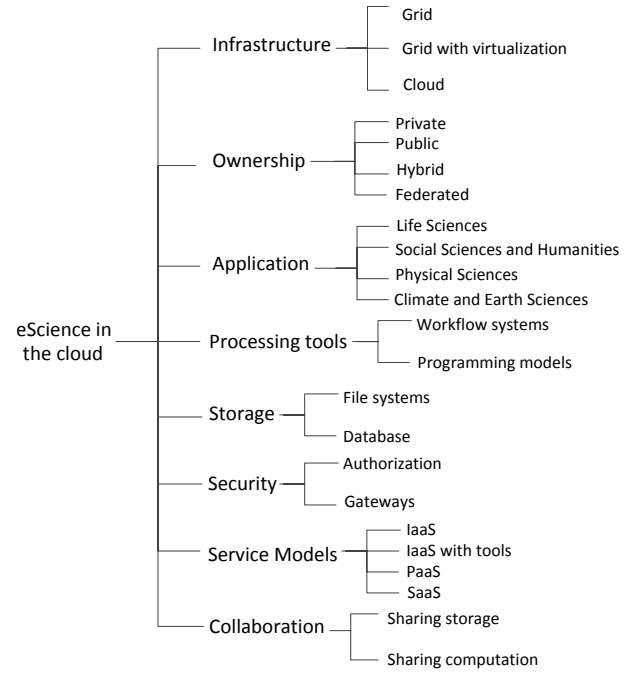 Grid
Infrastructure
Grid with virtualization
Cloud
Private
Public
Ownership
Hybrid
Federated
Life Sciences
Social Sciences and Humanities
Application
Physical Sciences
Climate and Earth Sciences
eScience in
the cloud
Workflow systems
Processing tools
Programming models
File systems
Storage
Database
Authorization
Security
Gateways
IaaS
Service Models
IaaS with tools
PaaS
SaaS
Sharing storage
Collaboration
Sharing computation